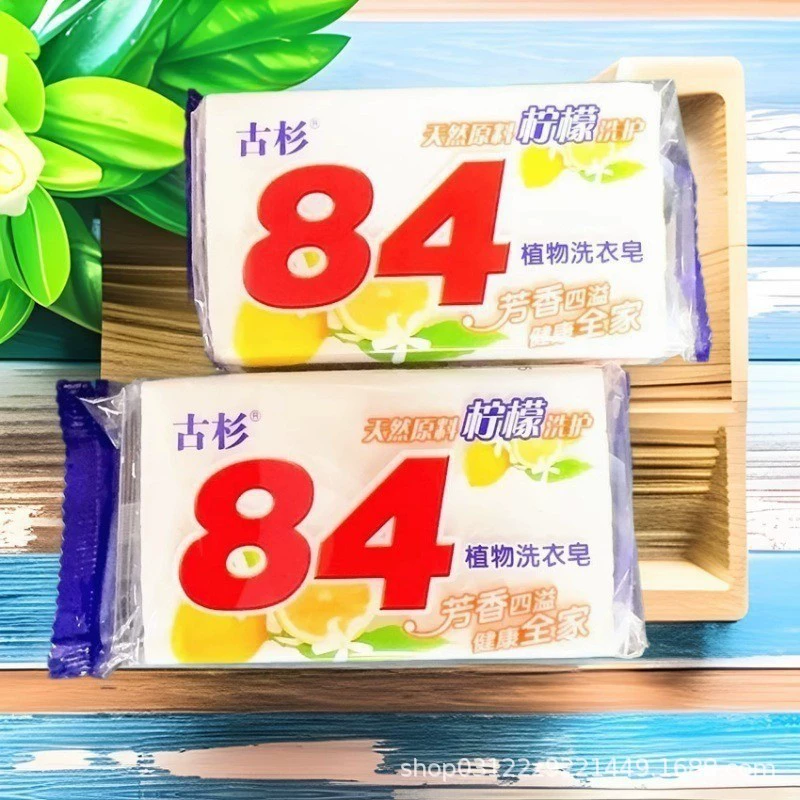 古杉®
天然原料柠檬洗护
84
植物洗衣皂
芳香四溢
健康全家
古杉®
天然原料柠檬洗护
84
植物洗衣皂
芳香四溢
健康全家